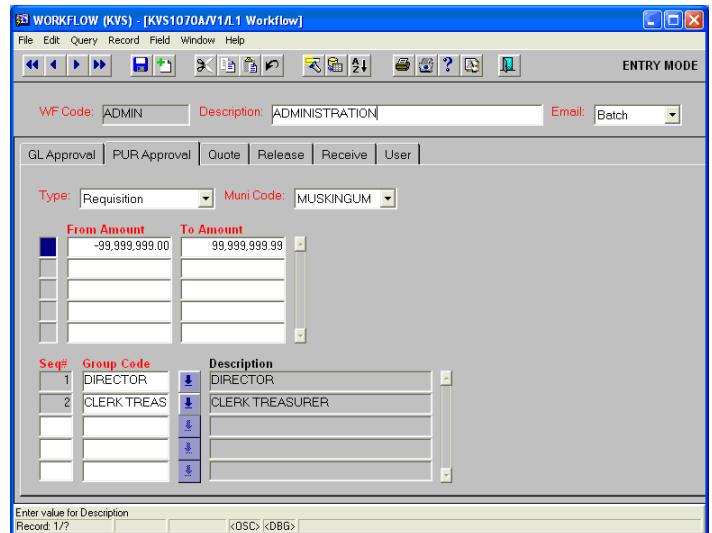 WORKFLOW (KVS) - [KVS1070A/V1/L1 Workflow]
File Edit Query Record Field Window Help
ENTRY MODE
WF Code: ADMIN Description: ADMINISTRATION Email: Batch
GL Approval PUR Approval Quote Release Receive User
Type: Requisition Muni Code: MUSKINGUM
From Amount To Amount
-99,999,999.00 99,999,999.99
Seq# Group Code Description
1 DIRECTOR DIRECTOR
2 CLERK TREAS CLERK TREASURER
Enter value for Description
Record: 1/? <OSC> <DBG>